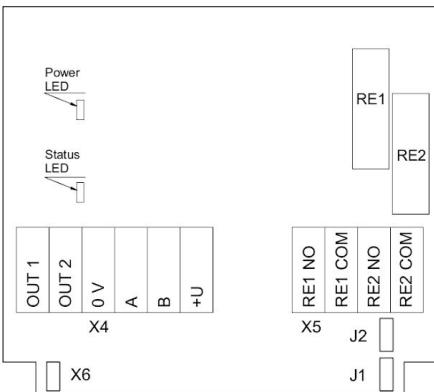 Power
LED
RE1
RE2
Status
LED
OUT 1
OUT 2
0 V
A
B
+U
RE1 NO
RE1 COM
RE2 NO
RE2 COM
X4
X5
J2
X6
J1